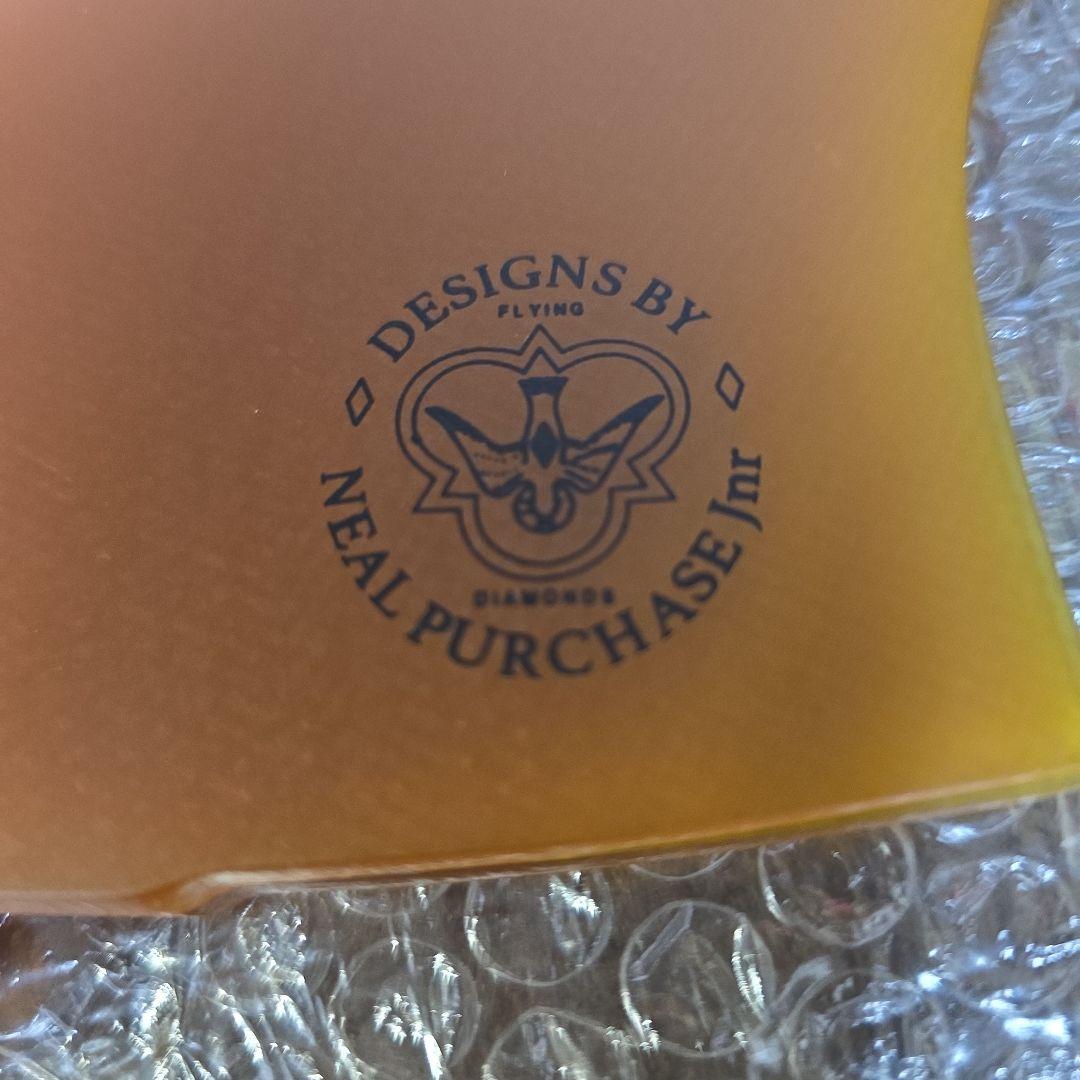 DESIGNS BY
FLYING
DIAMONDS
NEAL PURCHASE Jnr